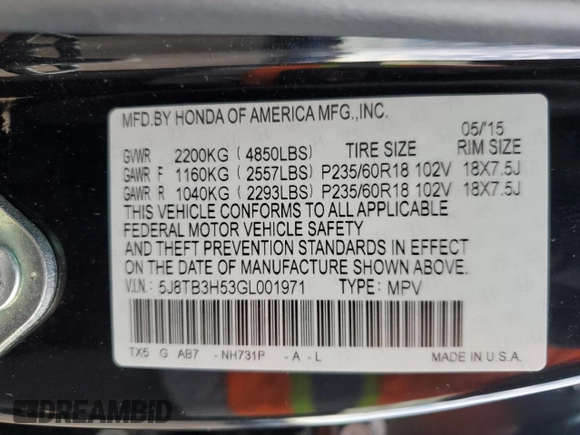 MFD.BY HONDA OF AMERICA MFG.,INC.
05/'15
GVWR 2200KG ( 4850LBS) TIRE SIZE RIM SIZE
GAWR F 1160KG ( 2557LBS) P235/60R18 102V 18X7.5J
GAWR R 1040KG ( 2293LBS) P235/60R18 102V 18X7.5J
THIS VEHICLE CONFORMS TO ALL APPLICABLE
FEDERAL MOTOR VEHICLE SAFETY
AND THEFT PREVENTION STANDARDS IN EFFECT
ON THE DATE OF MANUFACTURE SHOWN ABOVE.
V.I.N.: 5J8TB3H53GL001971 TYPE: MPV
TX5 G AB7 - NH731P - A - L MADE IN U.S.A.
DREAMBID